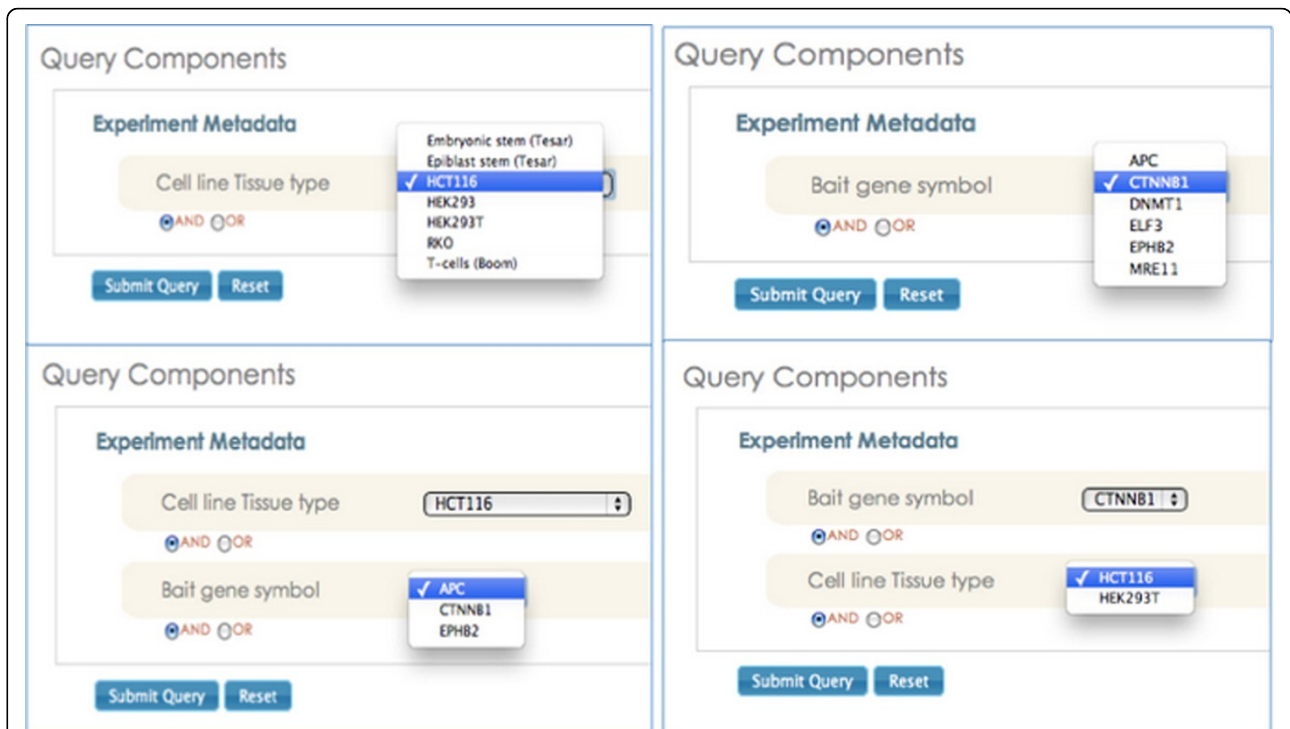 Query Components
Experiment Metadata
Cell line Tissue type
Embryonic stem (Tesar)
Epiblast stem (Tesar)
✓ HCT116
HEK293
HEK293T
RKO
T-cells (Boom)
AND OR
Submit Query Reset
Query Components
Experiment Metadata
Bait gene symbol
APC
✓ CTNNB1
DNMT1
ELF3
EPHB2
MRE11
AND OR
Submit Query Reset
Query Components
Experiment Metadata
Cell line Tissue type HCT116
AND OR
Bait gene symbol
✓ APC
CTNNB1
EPHB2
AND OR
Submit Query Reset
Query Components
Experiment Metadata
Bait gene symbol CTNNB1
AND OR
Cell line Tissue type
✓ HCT116
HEK293T
AND OR
Submit Query Reset